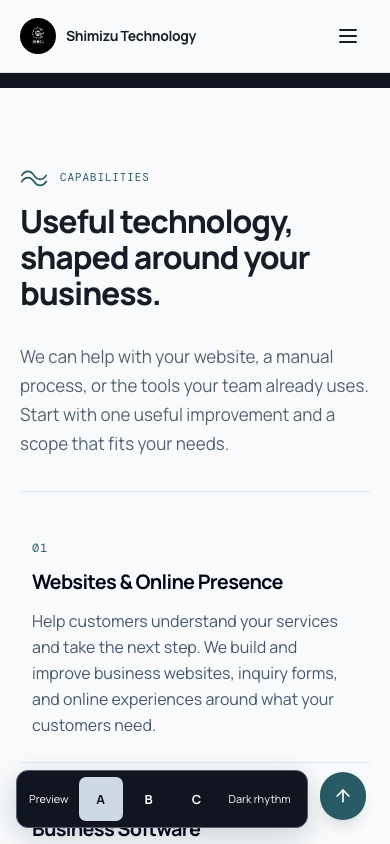 Shimizu Technology
CAPABILITIES
Useful technology,
shaped around your
business.
We can help with your website, a manual
process, or the tools your team already uses.
Start with one useful improvement and a
scope that fits your needs.
01
Websites & Online Presence
Help customers understand your services
and take the next step. We build and
improve business websites, inquiry forms,
and online experiences around what your
customers need.
Preview A B C Dark rhythm
Business Software